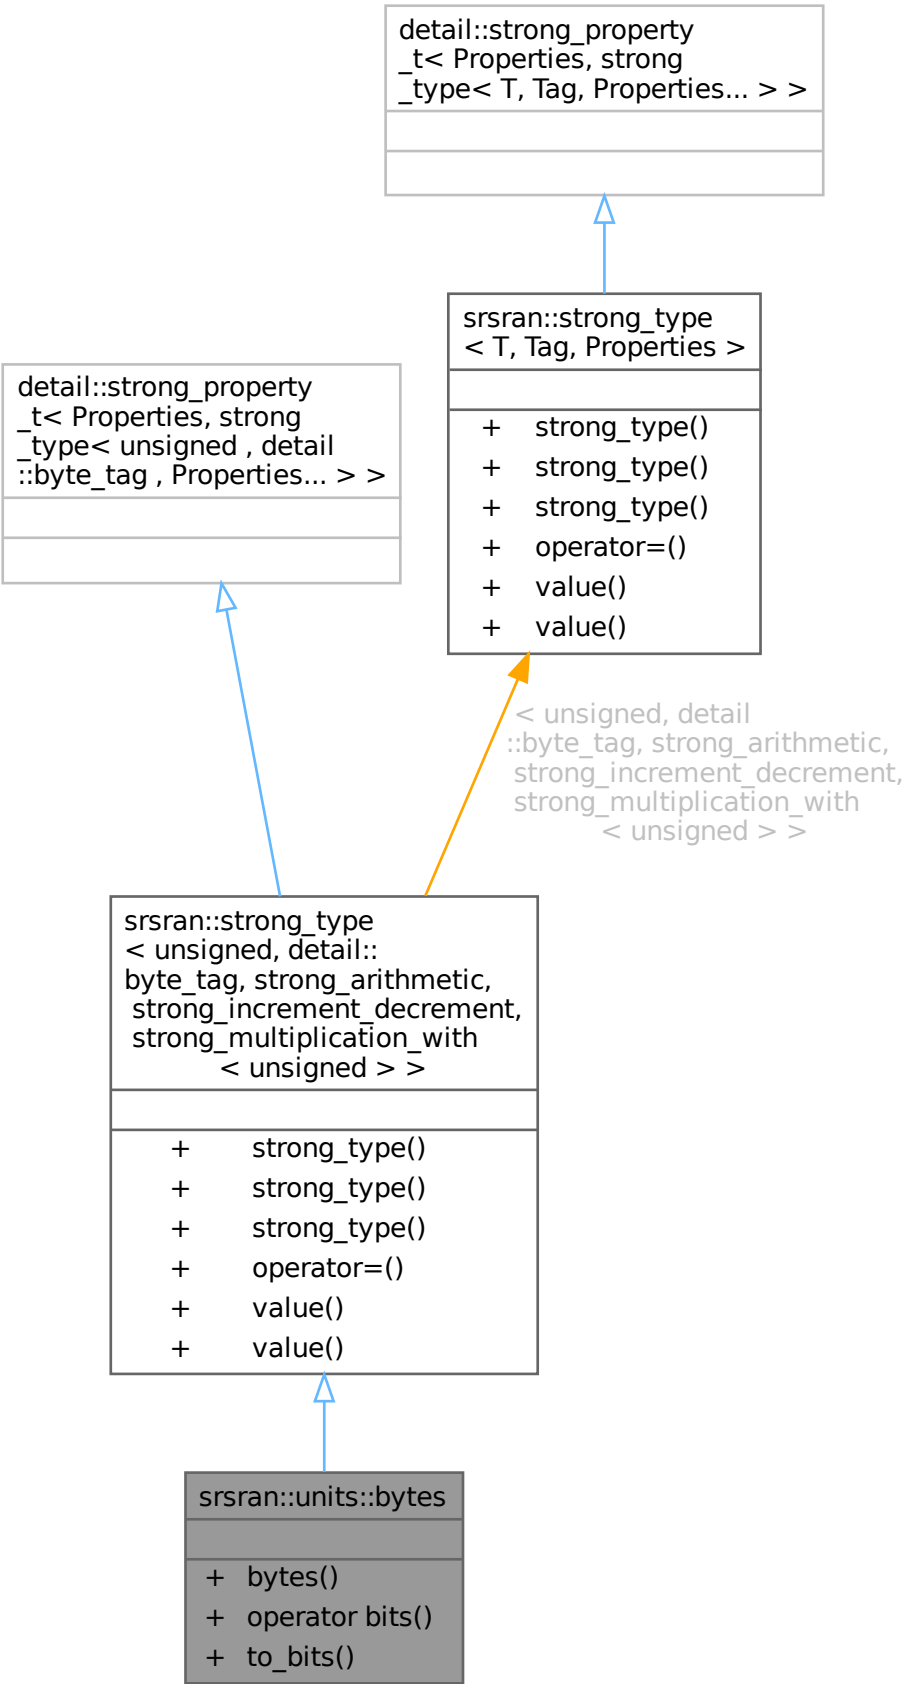 detail::strong_property
_t< Properties, strong
_type< T, Tag, Properties... > >
srsran::strong_type
< T, Tag, Properties >
+ strong_type()
+ strong_type()
+ strong_type()
+ operator=()
+ value()
+ value()
detail::strong_property
_t< Properties, strong
_type< unsigned , detail
::byte_tag , Properties... > >
< unsigned, detail
::byte_tag, strong_arithmetic,
strong_increment_decrement,
strong_multiplication_with
< unsigned > >
srsran::strong_type
< unsigned, detail::
byte_tag, strong_arithmetic,
strong_increment_decrement,
strong_multiplication_with
< unsigned > >
+ strong_type()
+ strong_type()
+ strong_type()
+ operator=()
+ value()
+ value()
srsran::units::bytes
+ bytes()
+ operator bits()
+ to_bits()